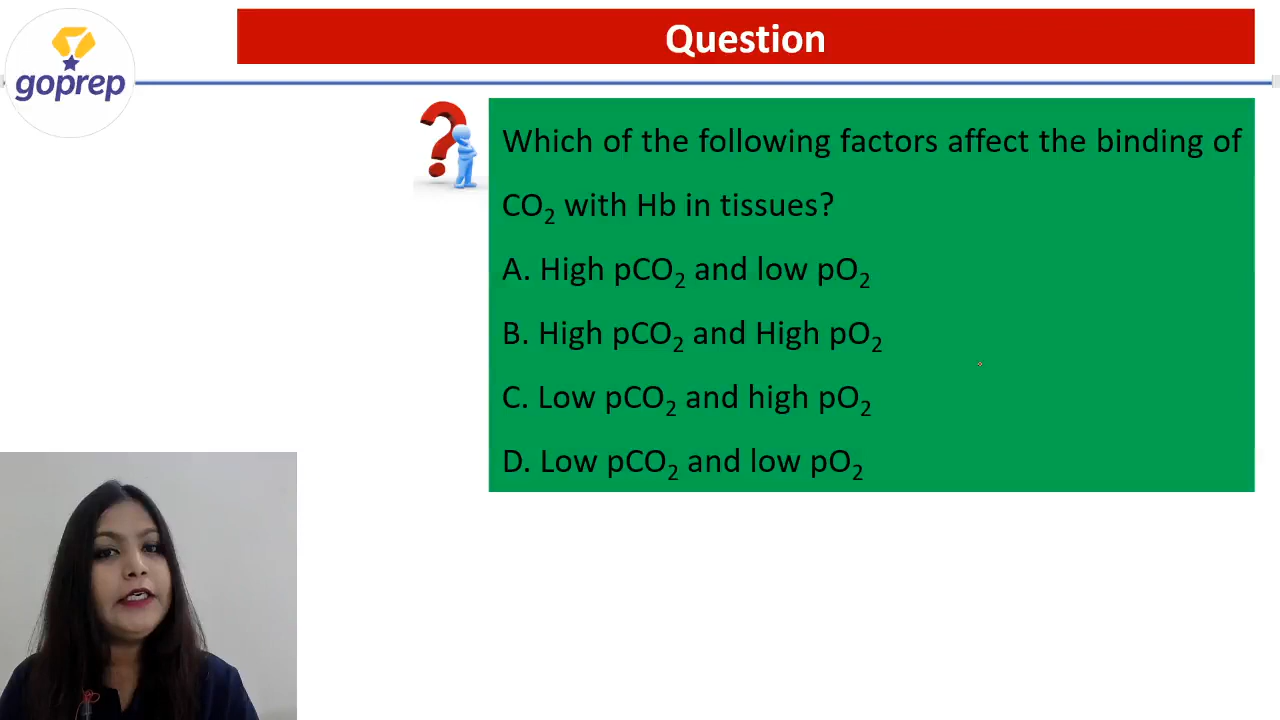 Question
goprep
Which of the following factors affect the binding of
CO₂ with Hb in tissues?
A. High pCO₂ and low pO₂
B. High pCO₂ and High pO₂
C. Low pCO₂ and high pO₂
D. Low pCO₂ and low pO₂